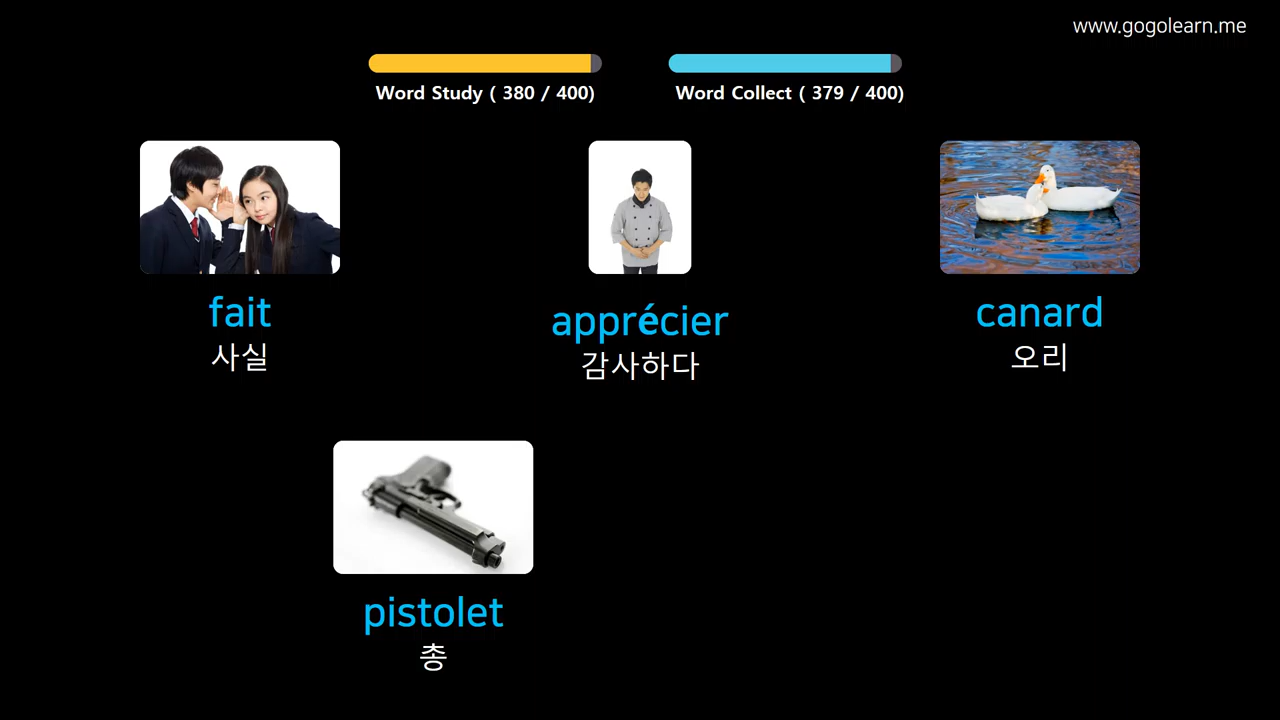 www.gogolearn.me
Word Study ( 380 / 400)
Word Collect ( 379 / 400)
fait
사실
apprécier
감사하다
canard
오리
pistolet
총